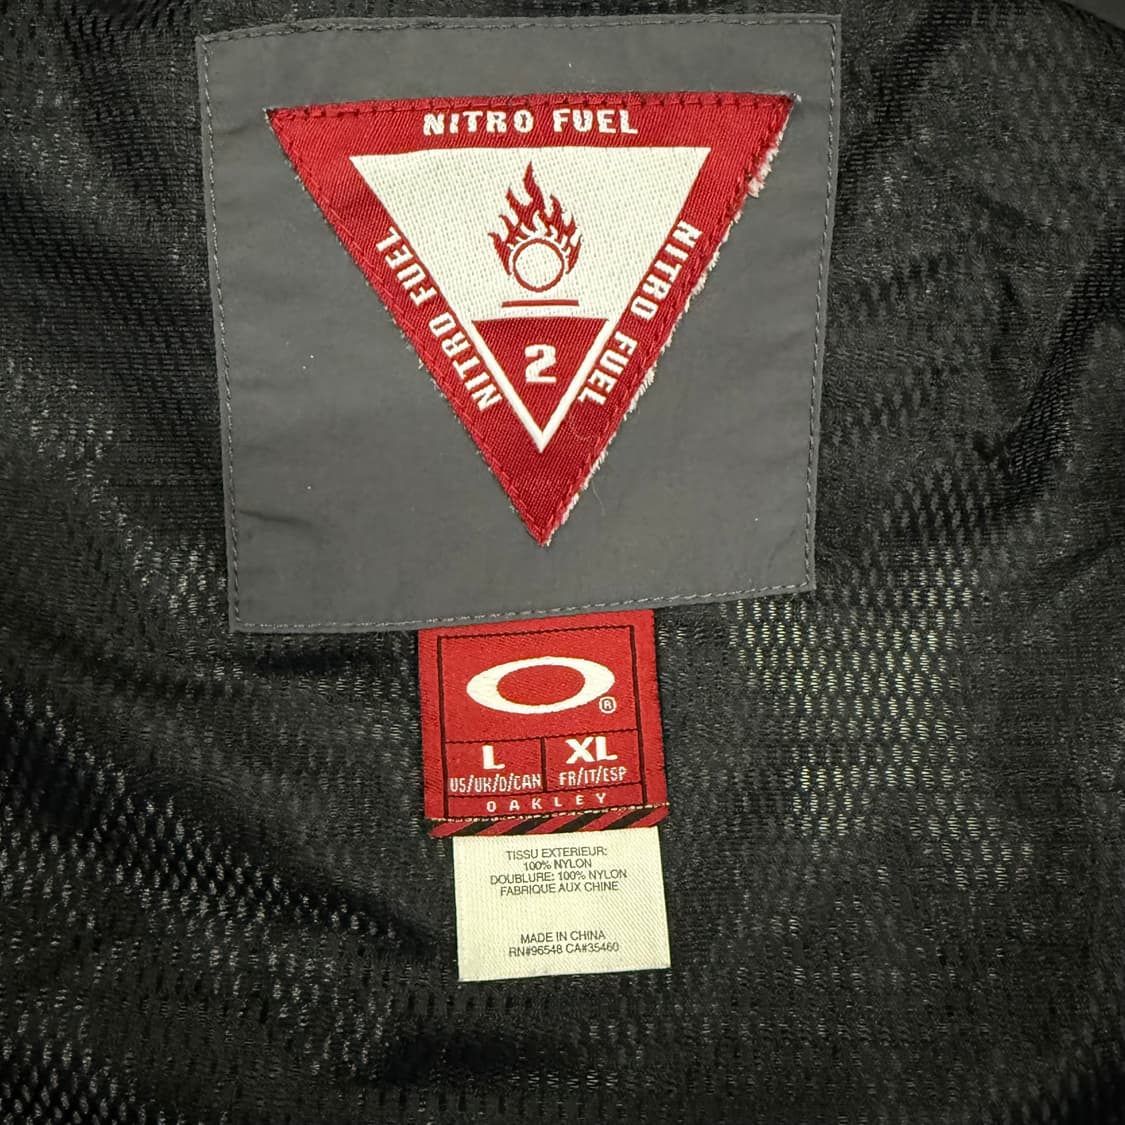 NITRO FUEL
NITRO FUEL
NITRO FUEL
2
®
L XL
US/UK/D/CAN FR/IT/ESP
OAKLEY
TISSU EXTERIEUR:
100% NYLON
DOUBLURE: 100% NYLON
FABRIQUE AUX CHINE
MADE IN CHINA
RN#96548 CA#35460